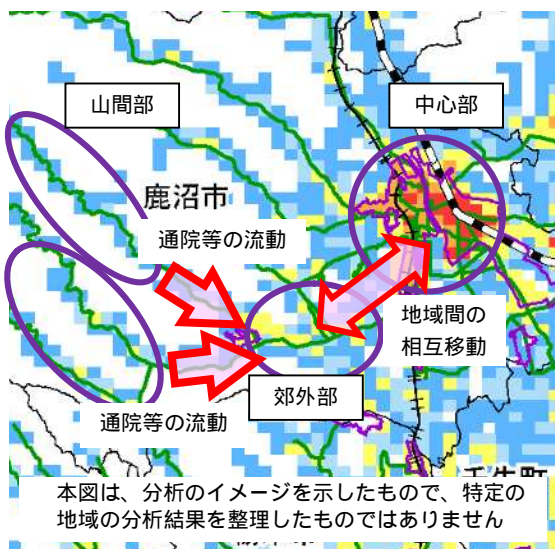 山間部
中心部
鹿沼市
通院等の流動
地域間の
相互移動
郊外部
通院等の流動
本図は、分析のイメージを示したもので、特定の
地域の分析結果を整理したものではありません